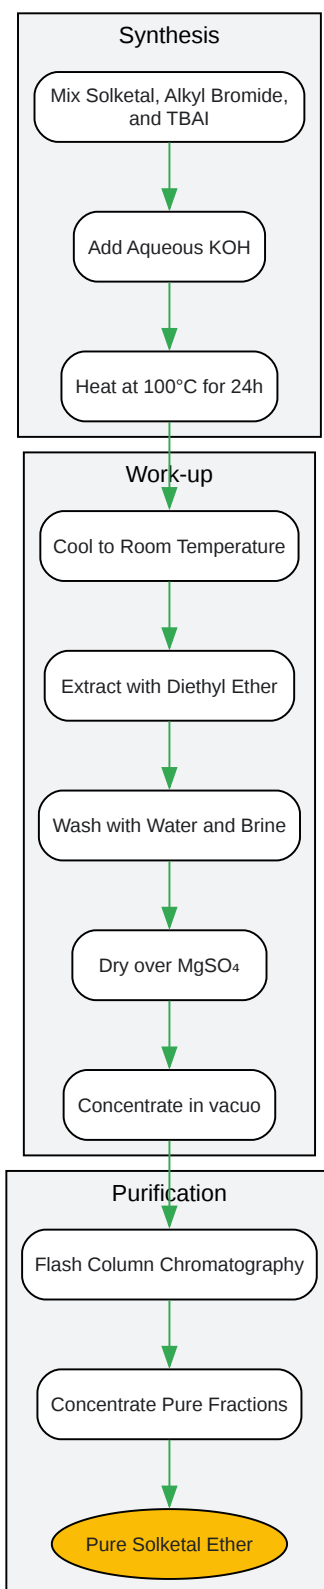 Synthesis
Mix Solketal, Alkyl Bromide,
and TBAI
Add Aqueous KOH
Heat at 100°C for 24h
Work-up
Cool to Room Temperature
Extract with Diethyl Ether
Wash with Water and Brine
Dry over MgSO₄
Concentrate in vacuo
Purification
Flash Column Chromatography
Concentrate Pure Fractions
Pure Solketal Ether